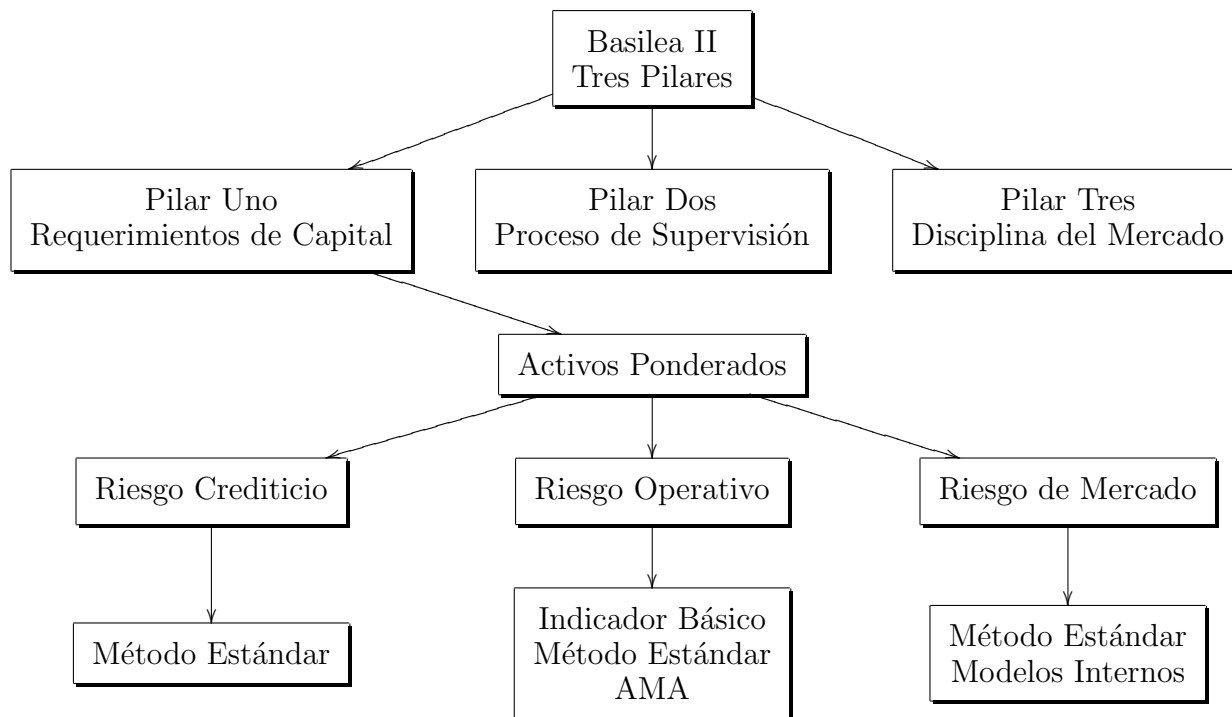 Basilea II
Tres Pilares
Pilar Uno
Requerimientos de Capital
Pilar Dos
Proceso de Supervisión
Pilar Tres
Disciplina del Mercado
Activos Ponderados
Riesgo Crediticio
Riesgo Operativo
Riesgo de Mercado
Método Estándar
Indicador Básico
Método Estándar
AMA
Método Estándar
Modelos Internos